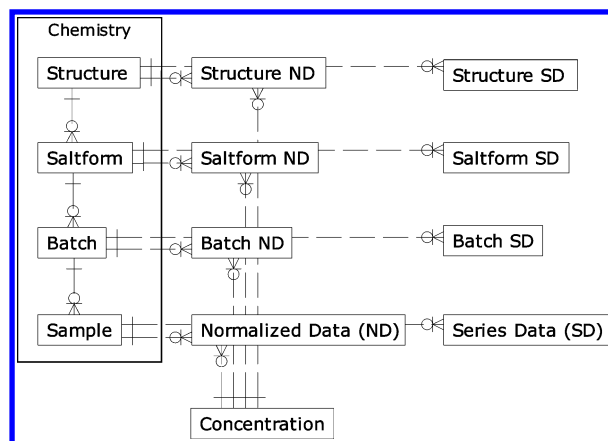 Chemistry
Structure
Structure ND
Structure SD
Saltform
Saltform ND
Saltform SD
Batch
Batch ND
Batch SD
Sample
Normalized Data (ND)
Series Data (SD)
Concentration